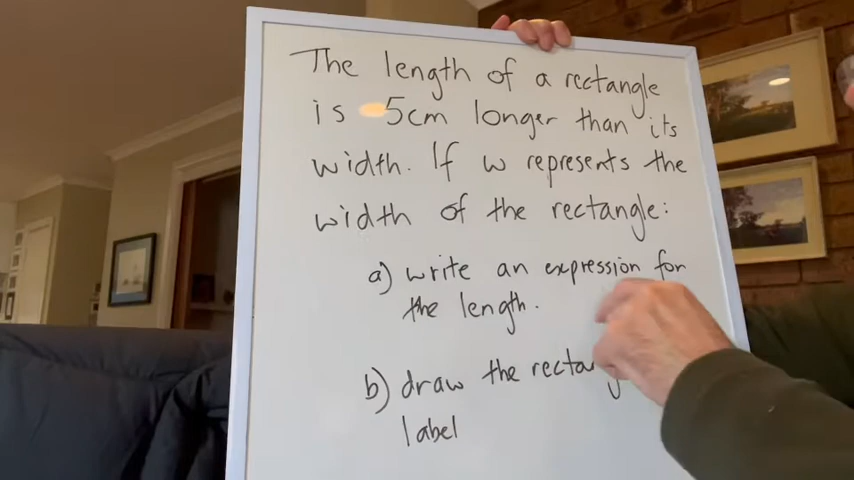 The length of a rectangle
is 5cm longer than its
width. If w represents the
width of the rectangle:
a) write an expression for
the length.
b) draw the
label